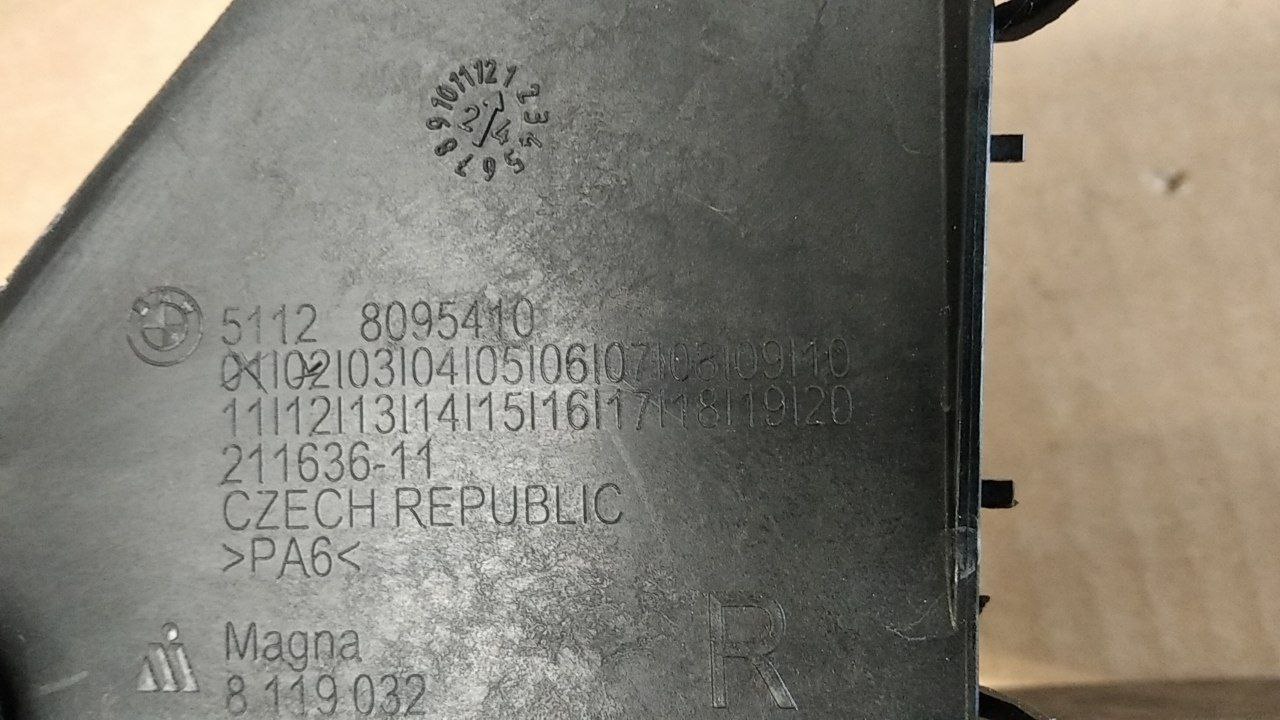 10 11 12 1 2 3 4 5 6 7 8 9
2 4
5112 8095410
01|02|03|04|05|06|07|08|09|10
11|12|13|14|15|16|17|18|19|20
211636-11
CZECH REPUBLIC
>PA6<
Magna
8 119 032
R